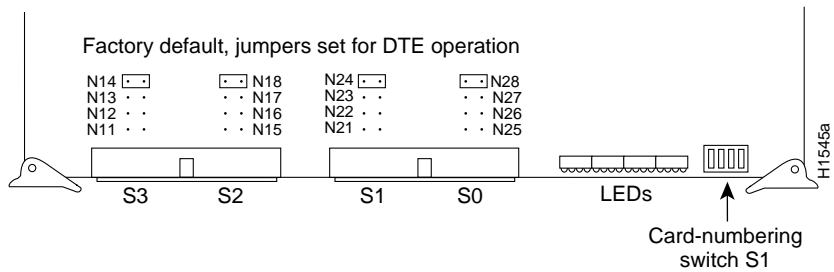 Factory default, jumpers set for DTE operation
N14 N18 N24 N28
N13 N17 N23 N27
N12 N16 N22 N26
N11 N15 N21 N25
S3 S2 S1 S0 LEDs
H1545a
Card-numbering
switch S1